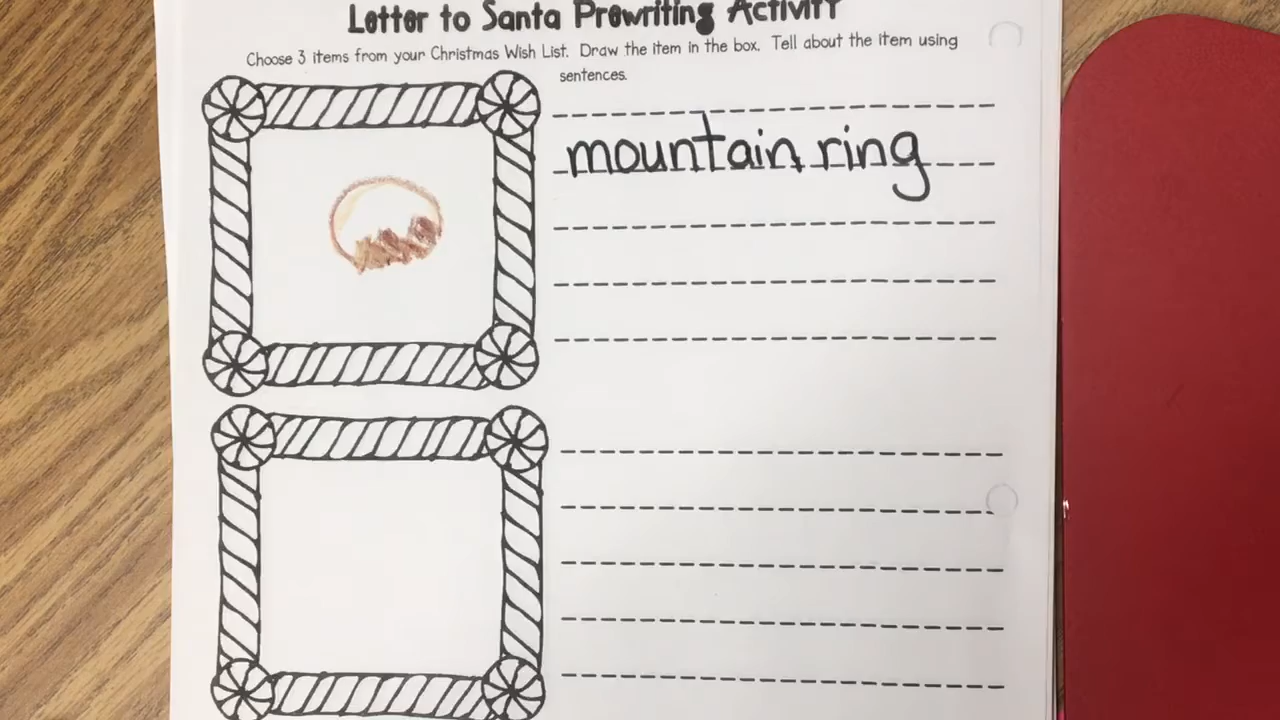 Letter to Santa Prewriting Activity
Choose 3 items from your Christmas Wish List. Draw the item in the box. Tell about the item using
sentences.
mountain ring